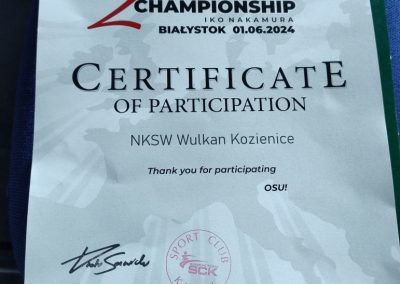 2
CHAMPIONSHIP
IKO NAKAMURA
BIAŁYSTOK 01.06.2024
CERTIFICATE
OF PARTICIPATION
NKSW Wulkan Kozienice
Thank you for participating
OSU!
SPORT CLUB
SCK